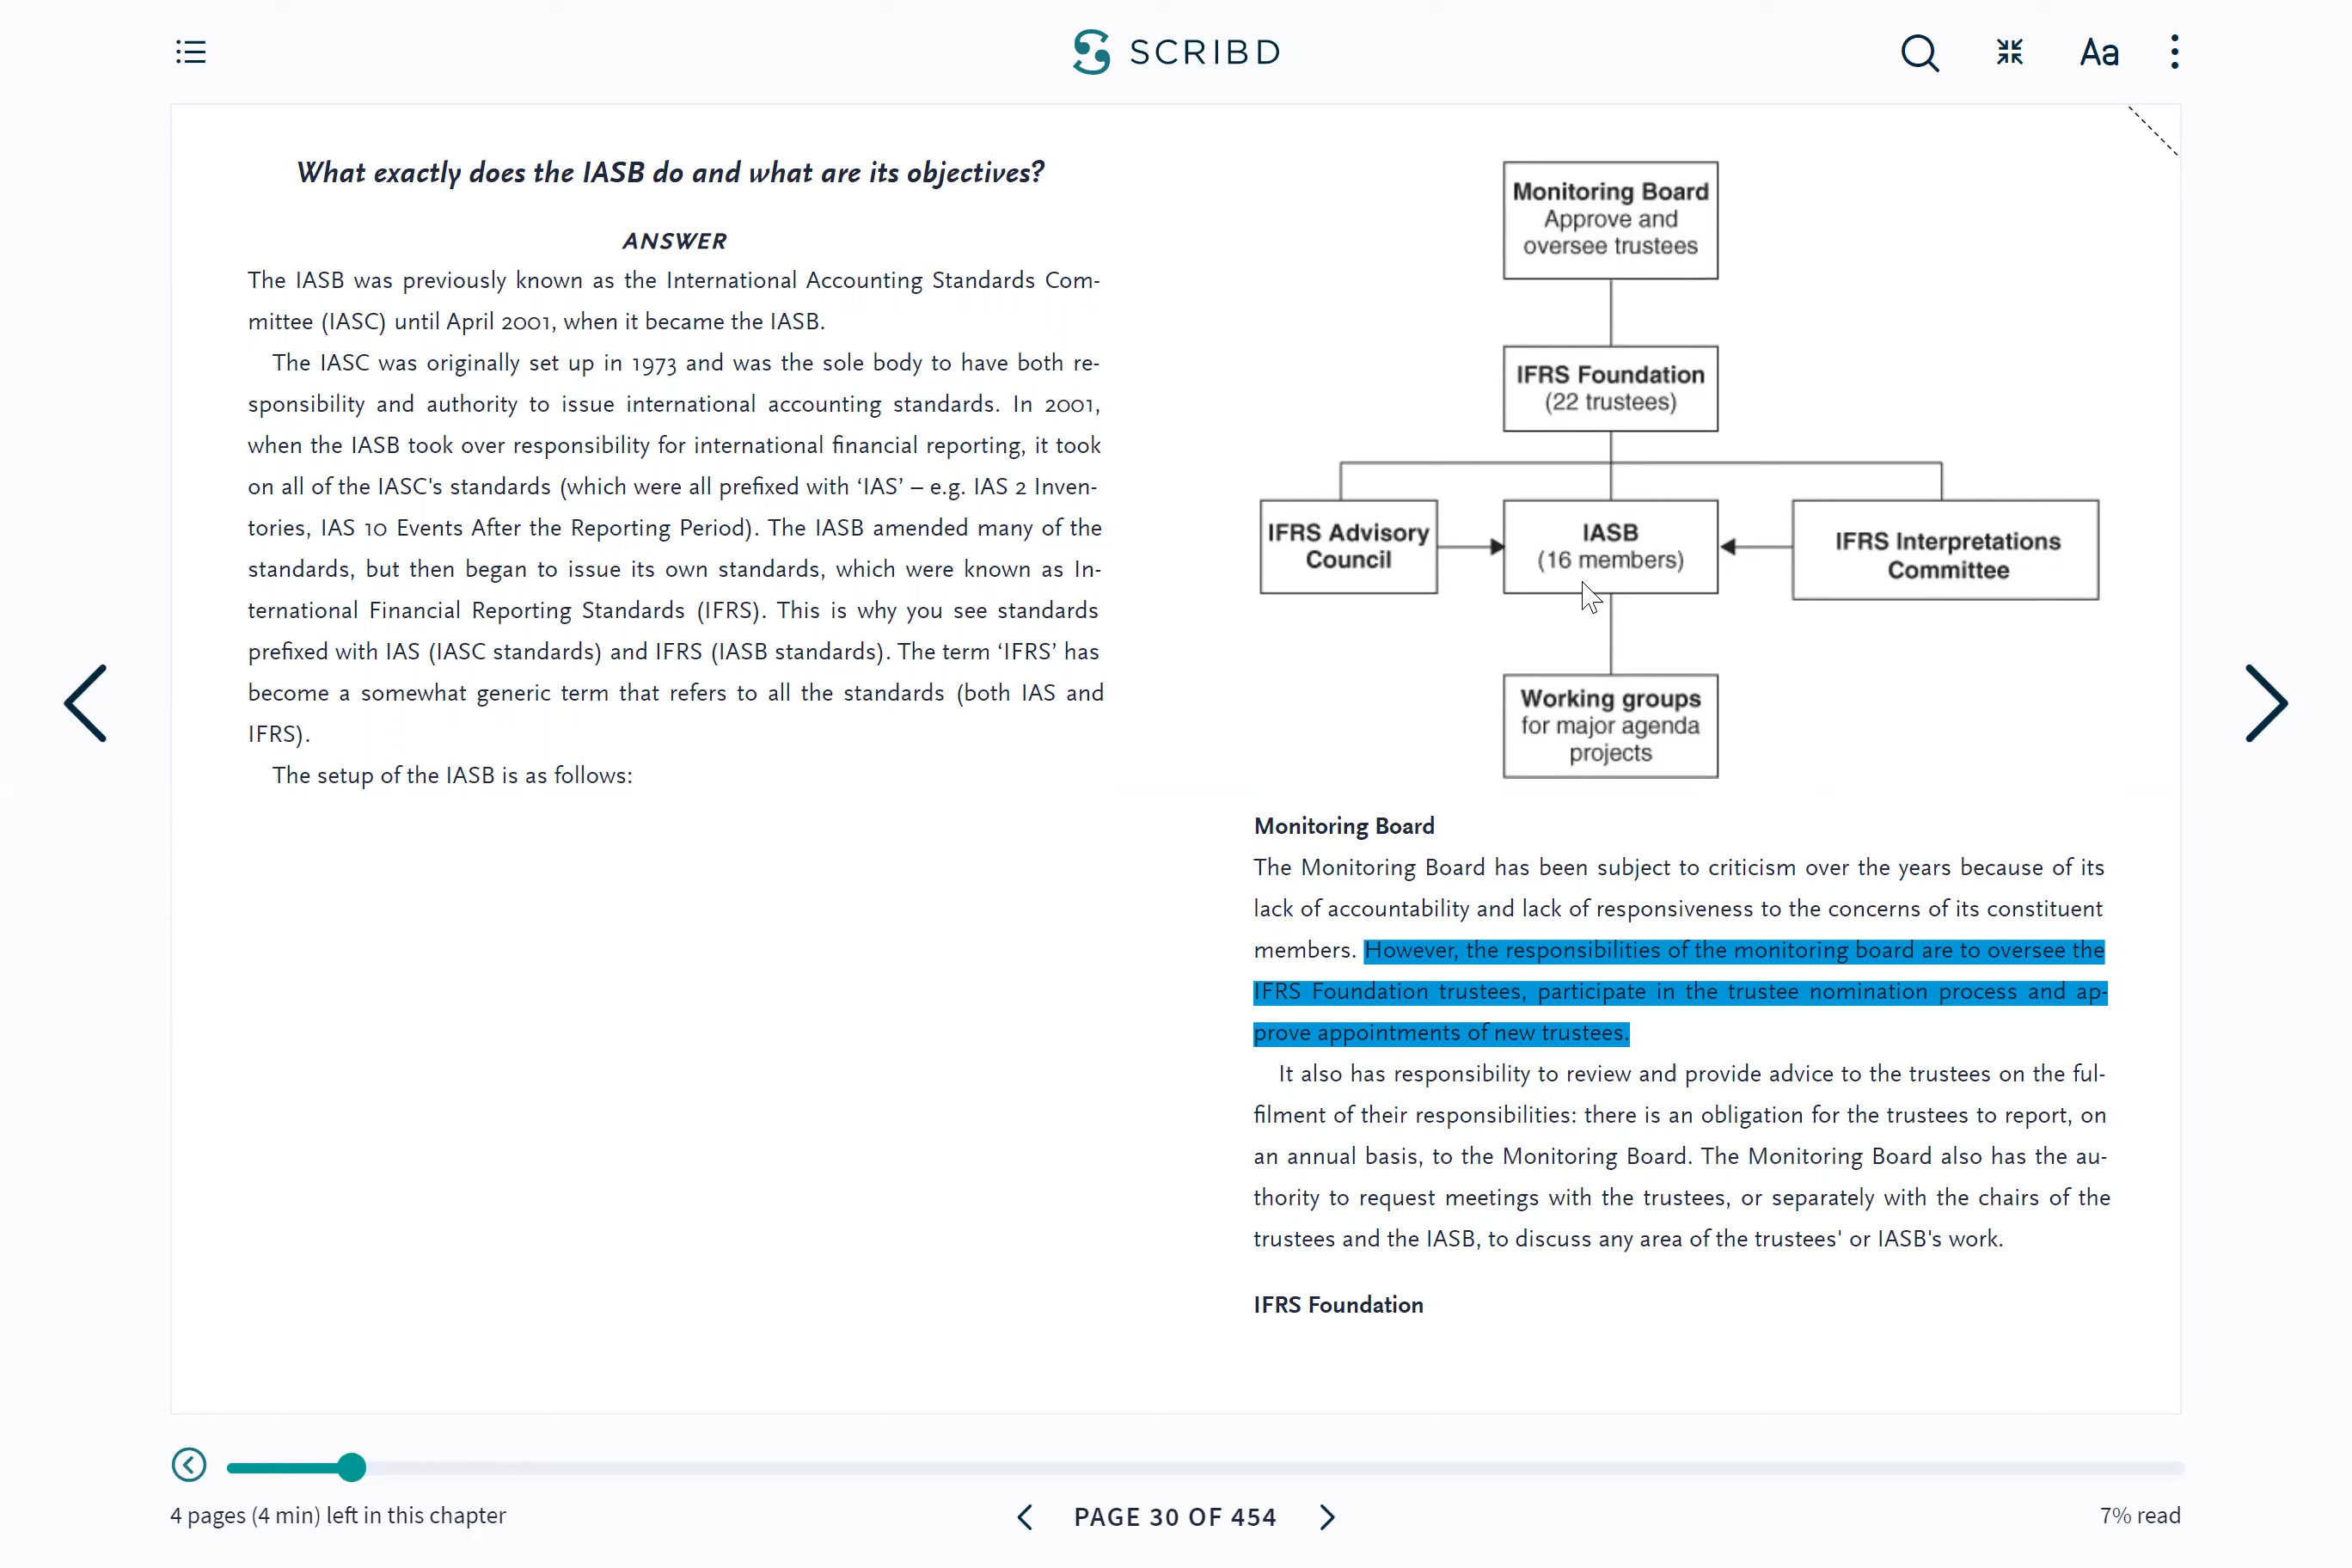 SCRIBD
Aa
What exactly does the IASB do and what are its objectives?
ANSWER
The IASB was previously known as the International Accounting Standards Com-
mittee (IASC) until April 2001, when it became the IASB.
The IASC was originally set up in 1973 and was the sole body to have both re-
sponsibility and authority to issue international accounting standards. In 2001,
when the IASB took over responsibility for international financial reporting, it took
on all of the IASC's standards (which were all prefixed with ‘IAS’ – e.g. IAS 2 Inven-
tories, IAS 10 Events After the Reporting Period). The IASB amended many of the
standards, but then began to issue its own standards, which were known as In-
ternational Financial Reporting Standards (IFRS). This is why you see standards
prefixed with IAS (IASC standards) and IFRS (IASB standards). The term ‘IFRS’ has
become a somewhat generic term that refers to all the standards (both IAS and
IFRS).
The setup of the IASB is as follows:
Monitoring Board
Approve and
oversee trustees
IFRS Foundation
(22 trustees)
IFRS Advisory
Council
IASB
(16 members)
IFRS Interpretations
Committee
Working groups
for major agenda
projects
Monitoring Board
The Monitoring Board has been subject to criticism over the years because of its
lack of accountability and lack of responsiveness to the concerns of its constituent
members. However, the responsibilities of the monitoring board are to oversee the
IFRS Foundation trustees, participate in the trustee nomination process and ap-
prove appointments of new trustees.
It also has responsibility to review and provide advice to the trustees on the ful-
filment of their responsibilities: there is an obligation for the trustees to report, on
an annual basis, to the Monitoring Board. The Monitoring Board also has the au-
thority to request meetings with the trustees, or separately with the chairs of the
trustees and the IASB, to discuss any area of the trustees' or IASB's work.
IFRS Foundation
4 pages (4 min) left in this chapter
PAGE 30 OF 454
7% read